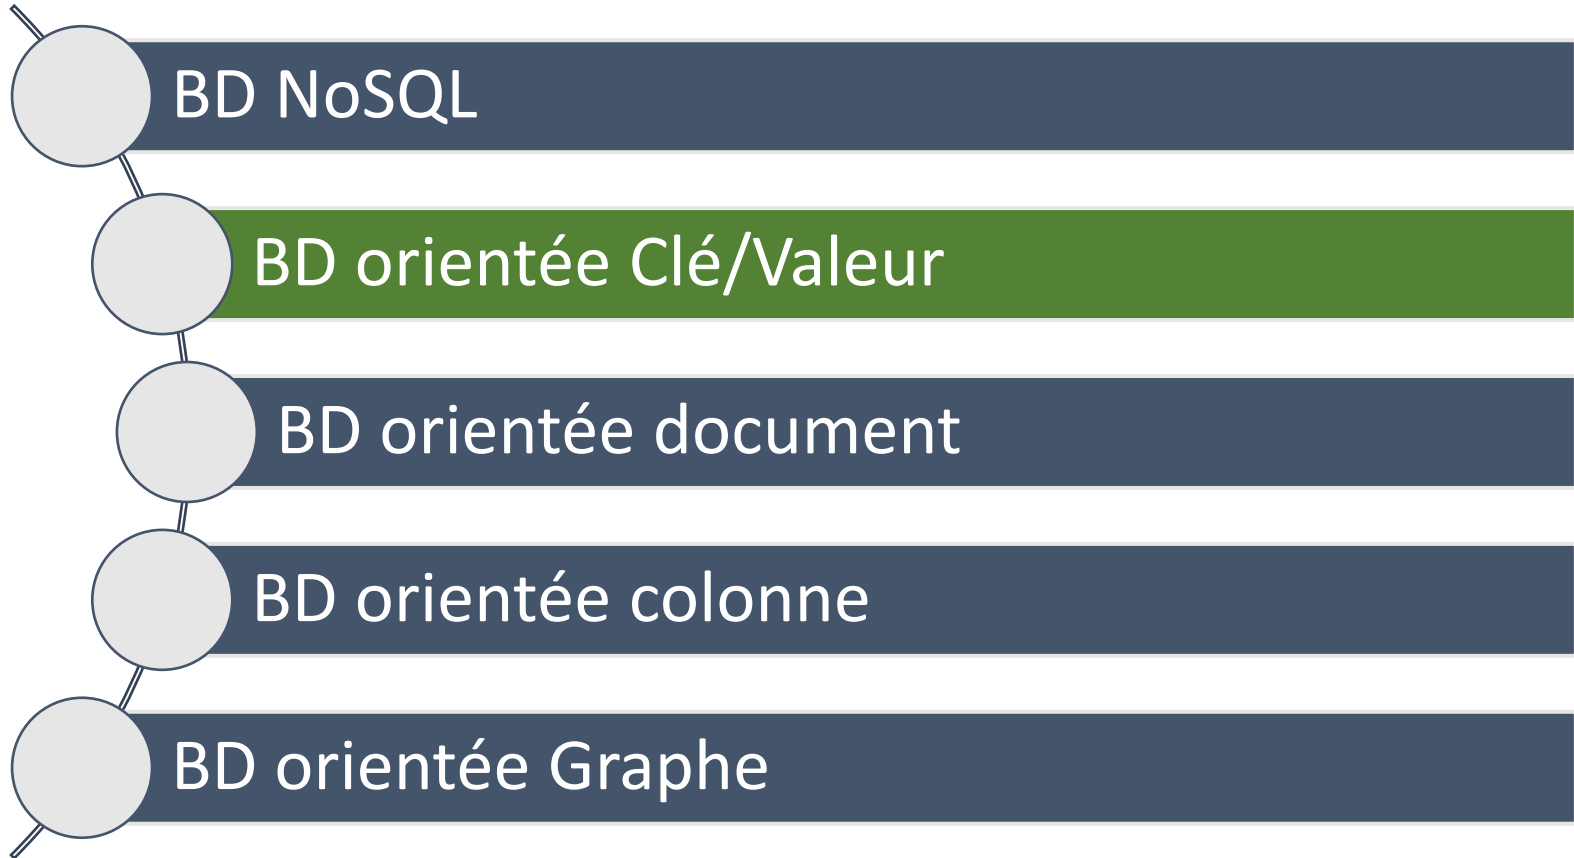 BD NoSQL
BD orientée Clé/Valeur
BD orientée document
BD orientée colonne
BD orientée Graphe